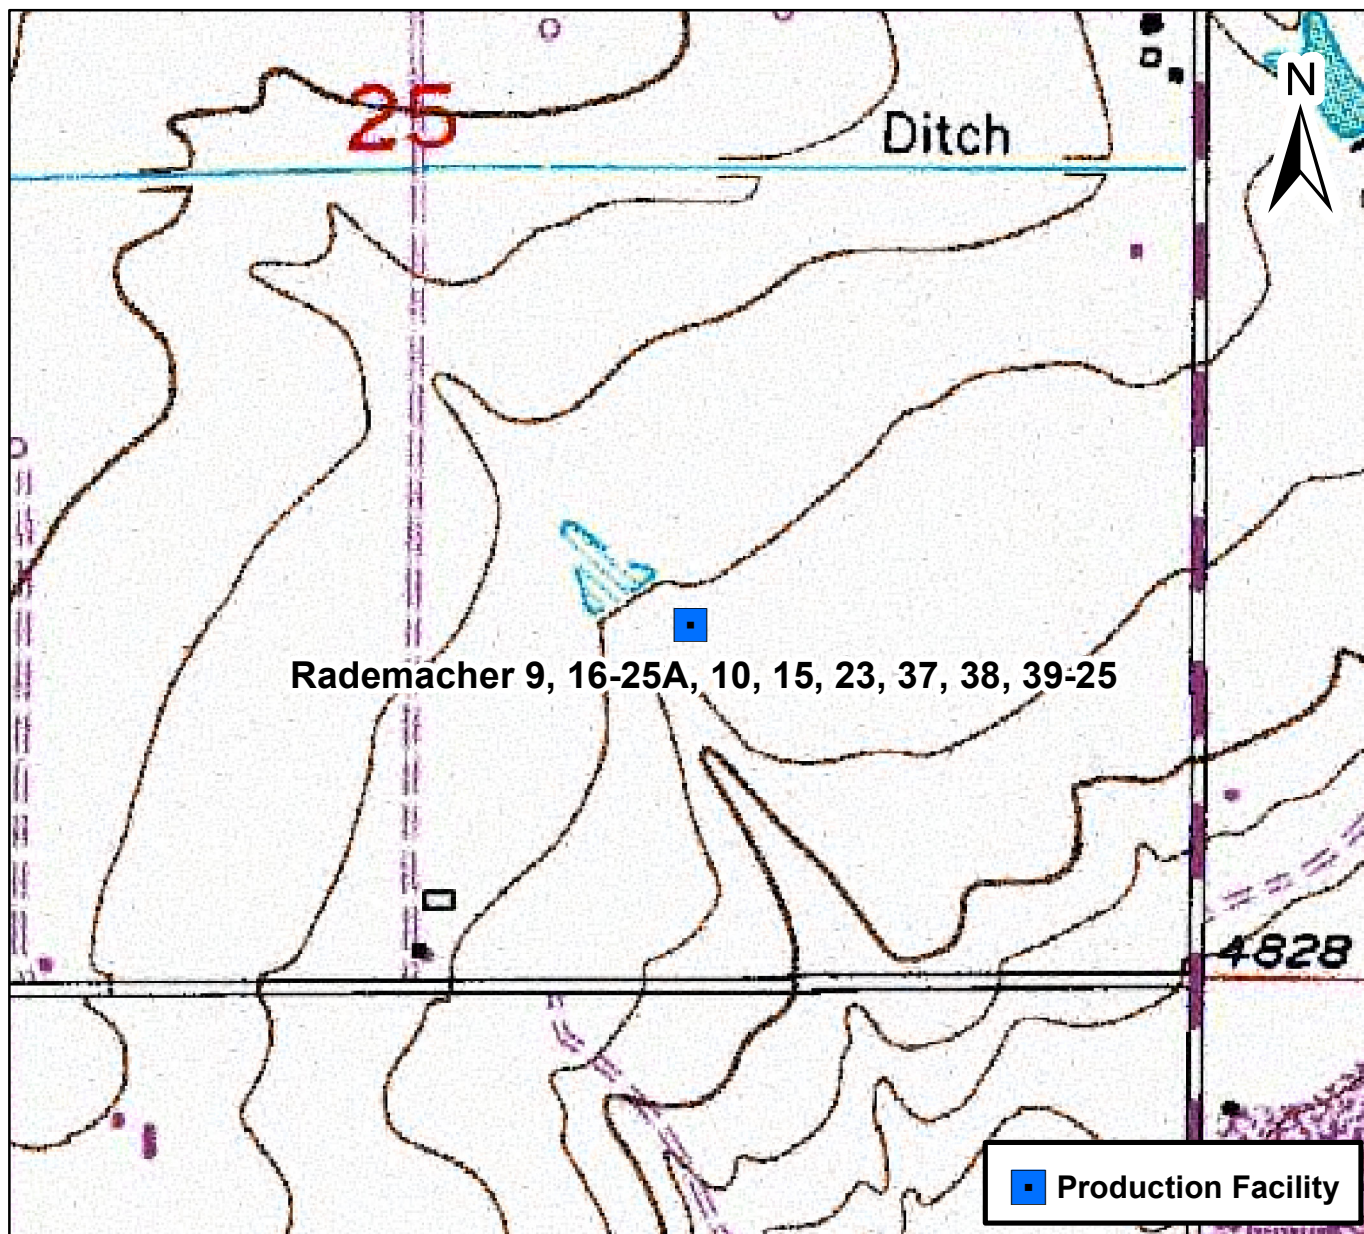 25
Ditch
N
Rademacher 9, 16-25A, 10, 15, 23, 37, 38, 39-25
4828
Production Facility